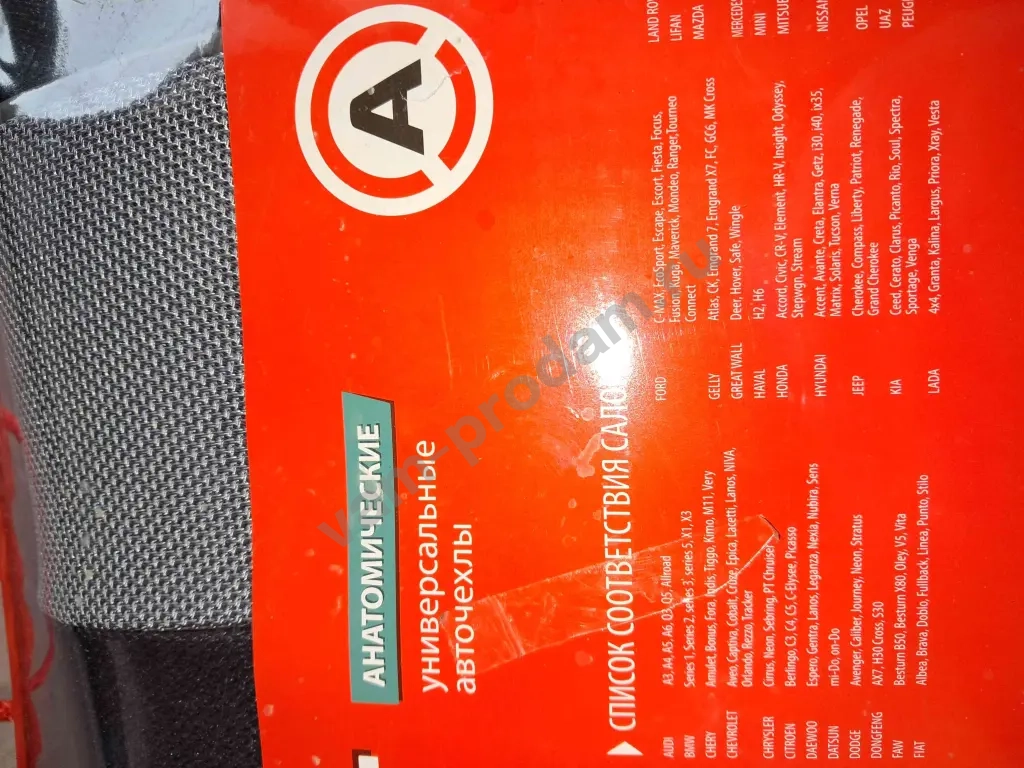 A
АНАТОМИЧЕСКИЕ
универсальные
авточехлы
СПИСОК СООТВЕТСТВИЯ
AUDI A3, A4, A5, A6, Q3, Q5, Allroad
BMW Series 1, Series 2, series 3, Series 5, X1, X3
CHERY Amulet, Bonus, Fora, Indis, Tiggo, Kimo, M11, Very
CHEVROLET Aveo, Captiva, Cobalt, Cruze, Epica, Lacetti, Lanos, NIVA,
Orlando, Rezzo, Tracker
CHRYSLER Cirrus, Neon, Sebring, PT Chruiser
CITROEN Berlingo, C3, C4, C5, C-Elysee, Picasso
DAEWOO Espero, Gentra, Lanos, Leganza, Nexia, Nubira, Sens
DATSUN mi-Do, on-Do
DODGE Avenger, Caliber, Journey, Neon, Stratus
DONGFENG AX7, H30 Cross, S30
FAW Besturn B50, Besturn X80, Oley, V5, Vita
FIAT Albea, Brava, Doblo, Fullback, Linea, Punto, Stilo
FORD C-MAX, EcoSport, Escape, Escort, Fiesta, Focus,
Fusion, Kuga, Maverick, Mondeo, Ranger, Tourneo
Connect
GELLY Atlas, CK, Emgrand 7, Emgrand X7, FC, GC6, MK Cross
GREAT WALL Deer, Hover, Safe, Wingle
HAVAL H2, H6
HONDA Accord, Civic, CR-V, Element, HR-V, Insight, Odyssey,
Stepwgn, Stream
HYUNDAI Accent, Avante, Creta, Elantra, Getz, i30, i40, ix35,
Matrix, Solaris, Tucson, Verna
JEEP Cherokee, Compass, Liberty, Patriot, Renegade,
Grand Cherokee
KIA Ceed, Cerato, Clarus, Picanto, Rio, Soul, Spectra,
Sportage, Venga
LADA 4x4, Granta, Kalina, Largus, Priora, Xray, Vesta
LAND
LIFAN
MAZDA
MINI
OPEL
UAZ